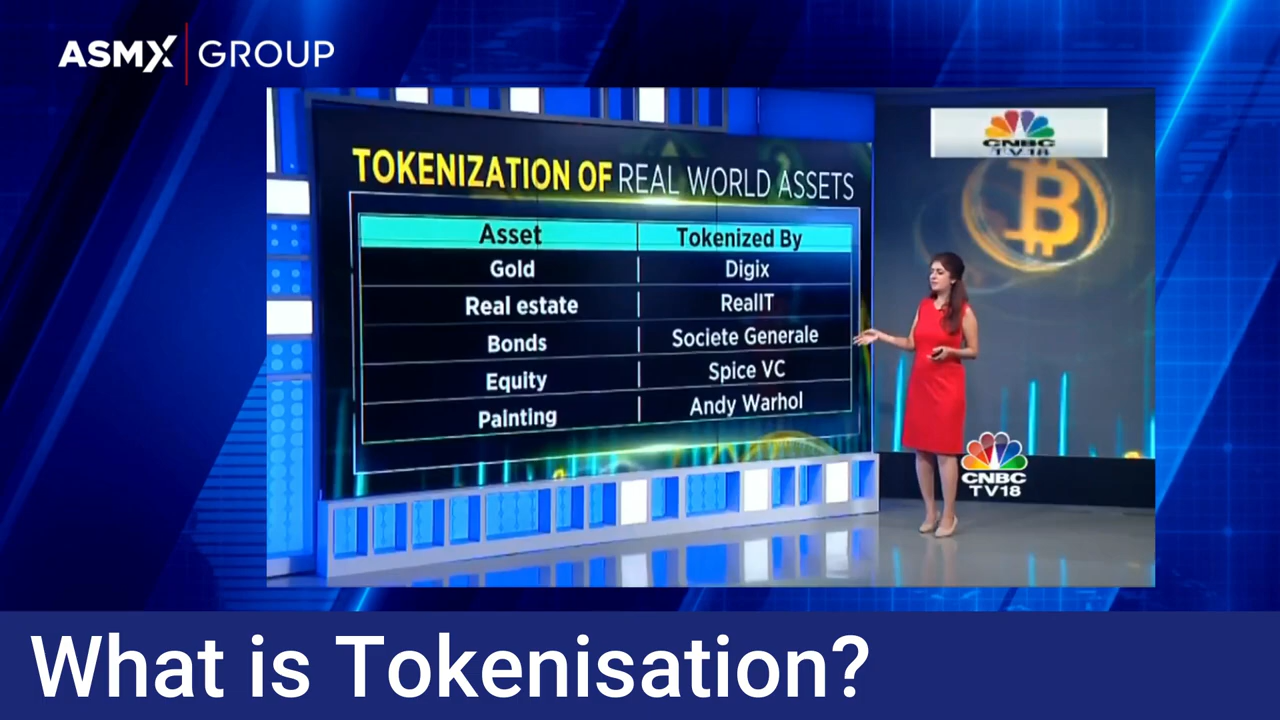 ASMX GROUP
CNBC
TV18
TOKENIZATION OF REAL WORLD ASSETS
Asset Tokenized By
Gold Digix
Real estate RealIT
Bonds Societe Generale
Equity Spice VC
Painting Andy Warhol
CNBC
TV18
What is Tokenisation?